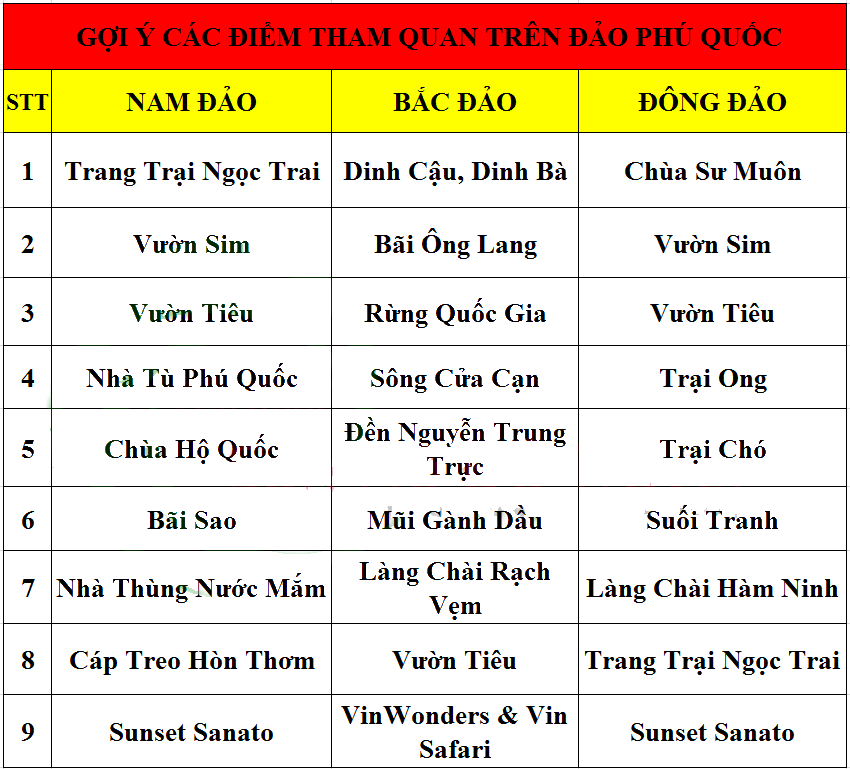 GỢI Ý CÁC ĐIỂM THAM QUAN TRÊN ĐẢO PHÚ QUỐC
STT NAM ĐẢO BẮC ĐẢO ĐÔNG ĐẢO
1 Trang Trại Ngọc Trai Dinh Cậu, Dinh Bà Chùa Sư Muôn
2 Vườn Sim Bãi Ông Lang Vườn Sim
3 Vườn Tiêu Rừng Quốc Gia Vườn Tiêu
4 Nhà Tù Phú Quốc Sông Cửa Cạn Trại Ong
5 Chùa Hộ Quốc Đền Nguyễn Trung
Trực Trại Chó
6 Bãi Sao Mũi Gành Dầu Suối Tranh
7 Nhà Thùng Nước Mắm Làng Chài Rạch
Vẹm Làng Chài Hàm Ninh
8 Cáp Treo Hòn Thơm Vườn Tiêu Trang Trại Ngọc Trai
9 Sunset Sanato VinWonders & Vin
Safari Sunset Sanato